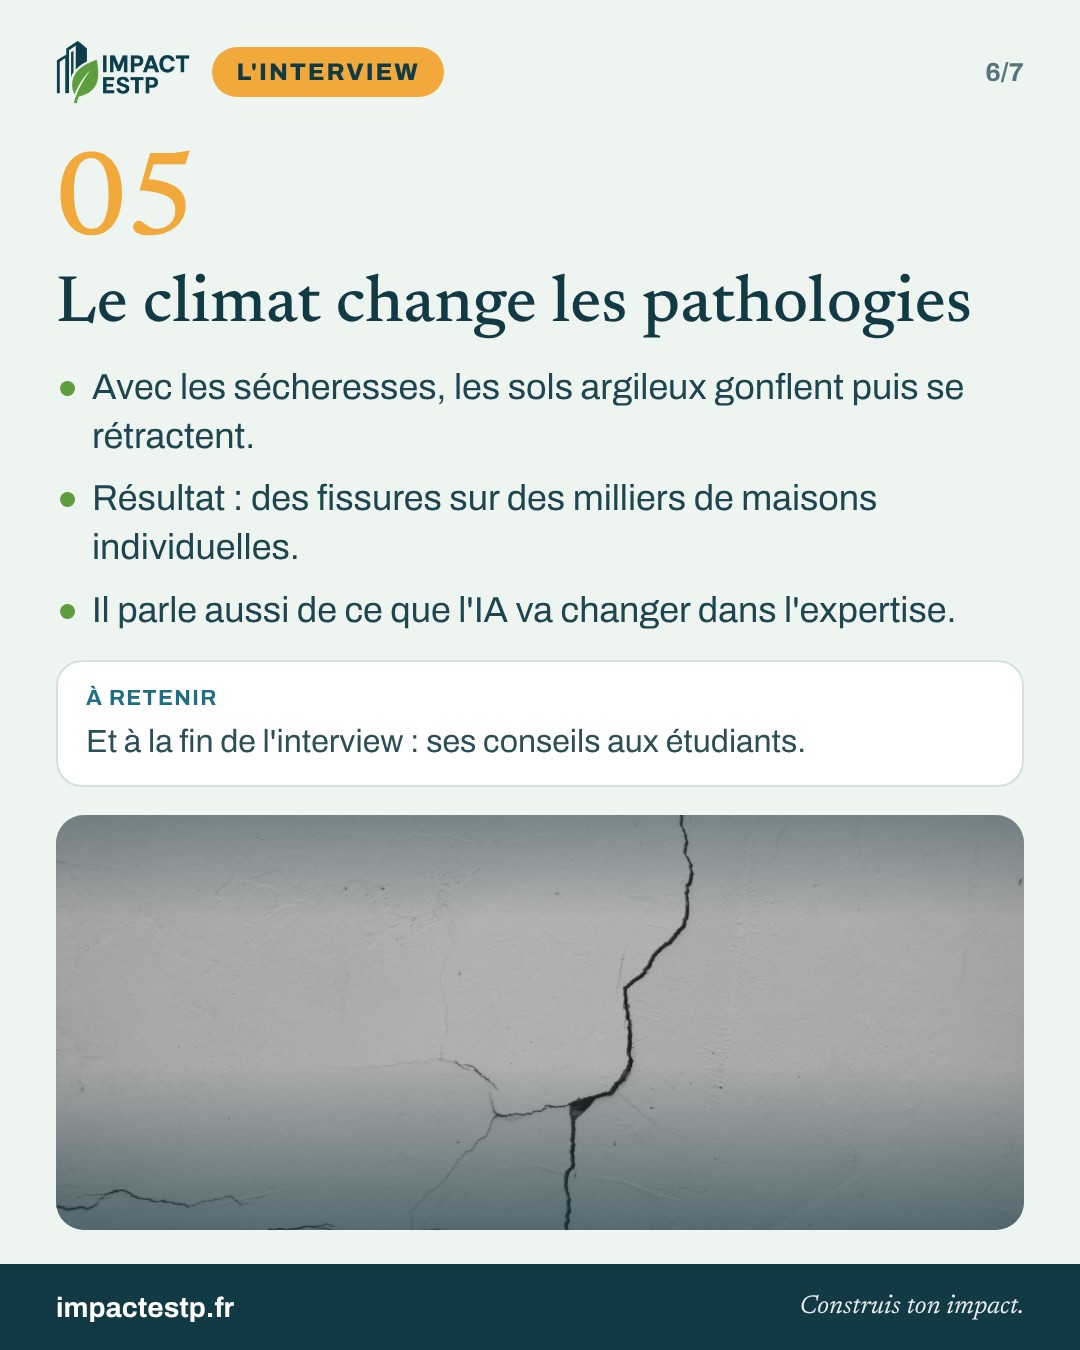 IMPACT
ESTP
L'INTERVIEW
6/7
05
Le climat change les pathologies
Avec les sécheresses, les sols argileux gonflent puis se
rétractent.
Résultat : des fissures sur des milliers de maisons
individuelles.
Il parle aussi de ce que l'IA va changer dans l'expertise.
À RETENIR
Et à la fin de l'interview : ses conseils aux étudiants.
impactestp.fr
Construis ton impact.